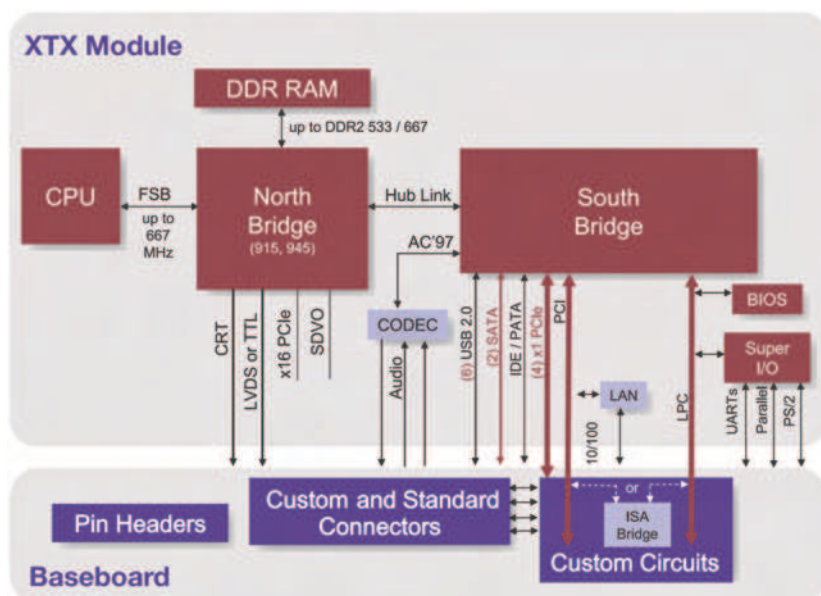 XTX Module
DDR RAM
up to DDR2 533 / 667
CPU
FSB
up to
667
MHz
North
Bridge
(915, 945)
Hub Link
South
Bridge
AC'97
CODEC
BIOS
Super
I/O
CRT
LVDS or TTL
x16 PCIe
SDVO
Audio
(6) USB 2.0
(2) SATA
IDE / PATA
(4) x1 PCIe
PCI
LAN
10/100
LPC
UARTs
Parallel
PS/2
Pin Headers
Custom and Standard
Connectors
or
ISA
Bridge
Custom Circuits
Baseboard